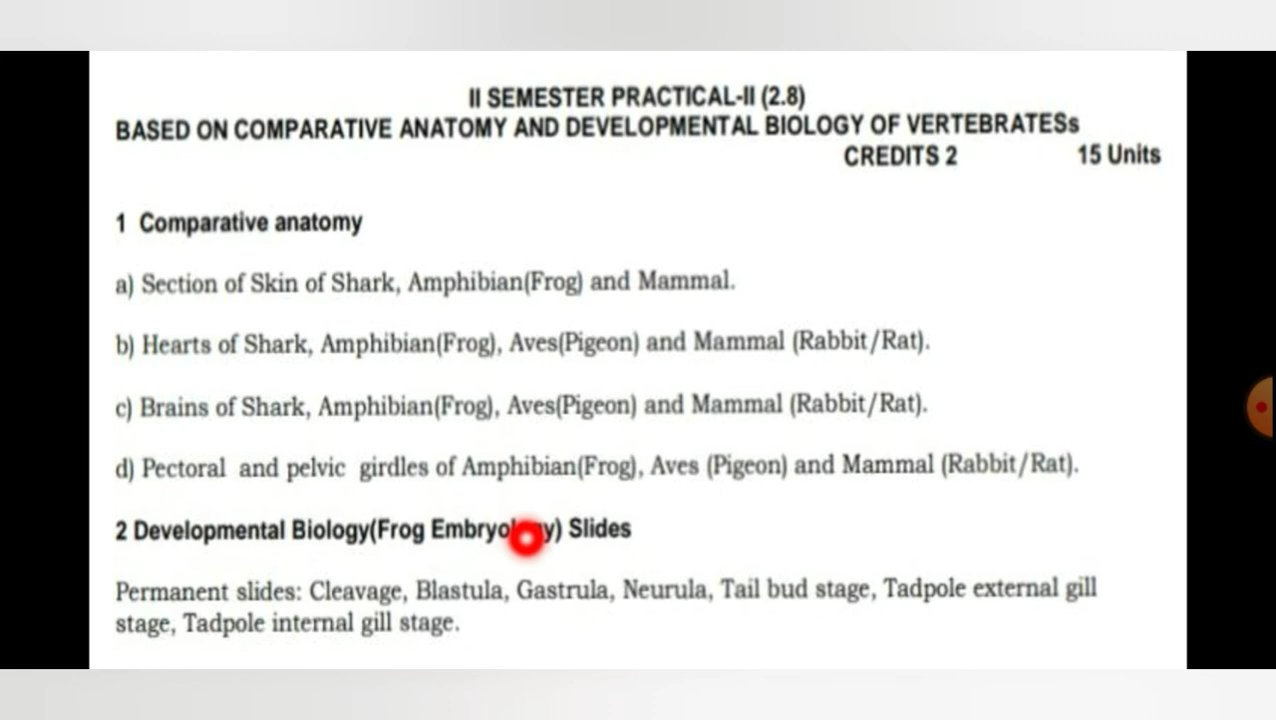 II SEMESTER PRACTICAL-II (2.8)
BASED ON COMPARATIVE ANATOMY AND DEVELOPMENTAL BIOLOGY OF VERTEBRATESs
CREDITS 2 15 Units
1 Comparative anatomy
a) Section of Skin of Shark, Amphibian(Frog) and Mammal.
b) Hearts of Shark, Amphibian(Frog), Aves(Pigeon) and Mammal (Rabbit/Rat).
c) Brains of Shark, Amphibian(Frog), Aves(Pigeon) and Mammal (Rabbit/Rat).
d) Pectoral and pelvic girdles of Amphibian(Frog), Aves (Pigeon) and Mammal (Rabbit/Rat).
2 Developmental Biology(Frog Embryology) Slides
Permanent slides: Cleavage, Blastula, Gastrula, Neurula, Tail bud stage, Tadpole external gill
stage, Tadpole internal gill stage.